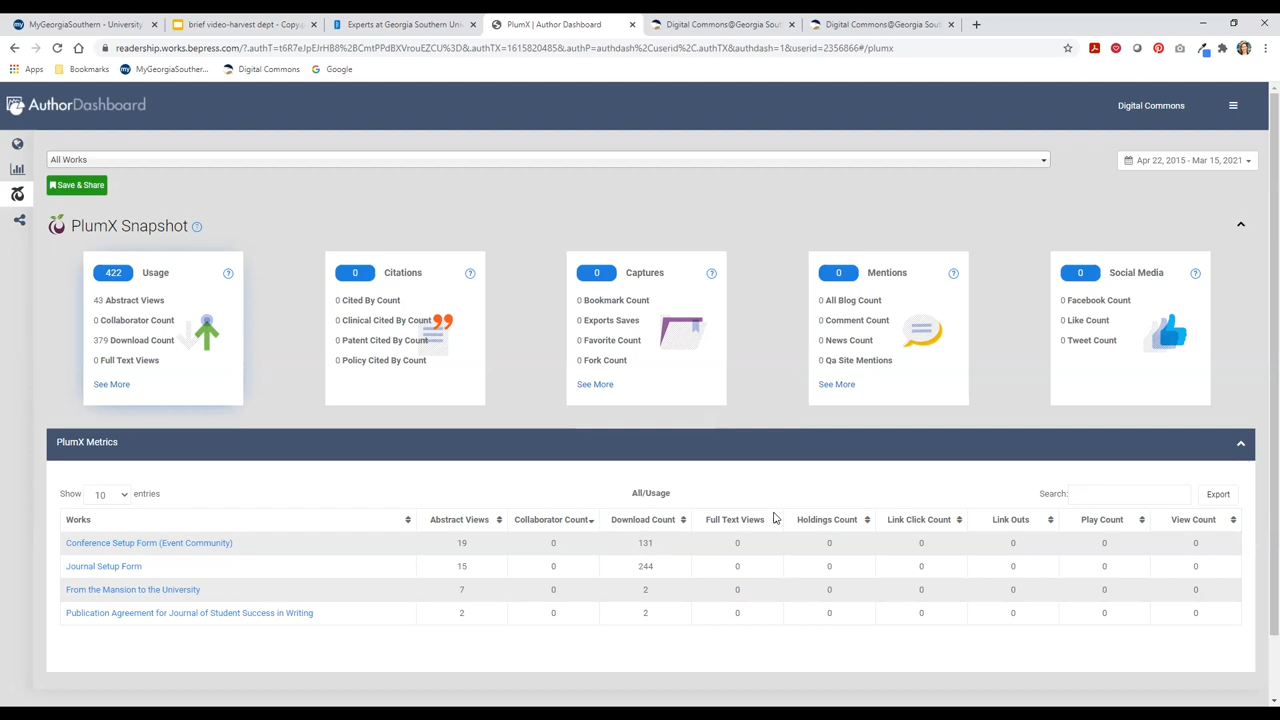 MyGeorgiaSouthern - University
brief video-harvest dept - Copy.
Experts at Georgia Southern Uni
PlumX | Author Dashboard
Digital Commons@Georgia Sout
Digital Commons@Georgia Sout
readership.works.bepress.com/?.authT=t6R7eJpEJrHB8%2BCmtPPdBXVrouEZCU%3D&authTX=1615820485&authP=authdash%2Cuserid%2C.authTX&authdash=1&userid=2356866#/plumx
Apps
Bookmarks
MyGeorgiaSouther...
Digital Commons
Google
AuthorDashboard
Digital Commons
All Works
Apr 22, 2015 - Mar 15, 2021
Save & Share
PlumX Snapshot
422 Usage
43 Abstract Views
0 Collaborator Count
379 Download Count
0 Full Text Views
See More
0 Citations
0 Cited By Count
0 Clinical Cited By Count
0 Patent Cited By Count
0 Policy Cited By Count
0 Captures
0 Bookmark Count
0 Exports Saves
0 Favorite Count
0 Fork Count
See More
0 Mentions
0 All Blog Count
0 Comment Count
0 News Count
0 Qa Site Mentions
See More
0 Social Media
0 Facebook Count
0 Like Count
0 Tweet Count
PlumX Metrics
Show 10 entries
All/Usage
Search:
Export
Works Abstract Views Collaborator Count Download Count Full Text Views Holdings Count Link Click Count Link Outs Play Count View Count
Conference Setup Form (Event Community) 19 0 131 0 0 0 0 0 0
Journal Setup Form 15 0 244 0 0 0 0 0 0
From the Mansion to the University 7 0 2 0 0 0 0 0 0
Publication Agreement for Journal of Student Success in Writing 2 0 2 0 0 0 0 0 0